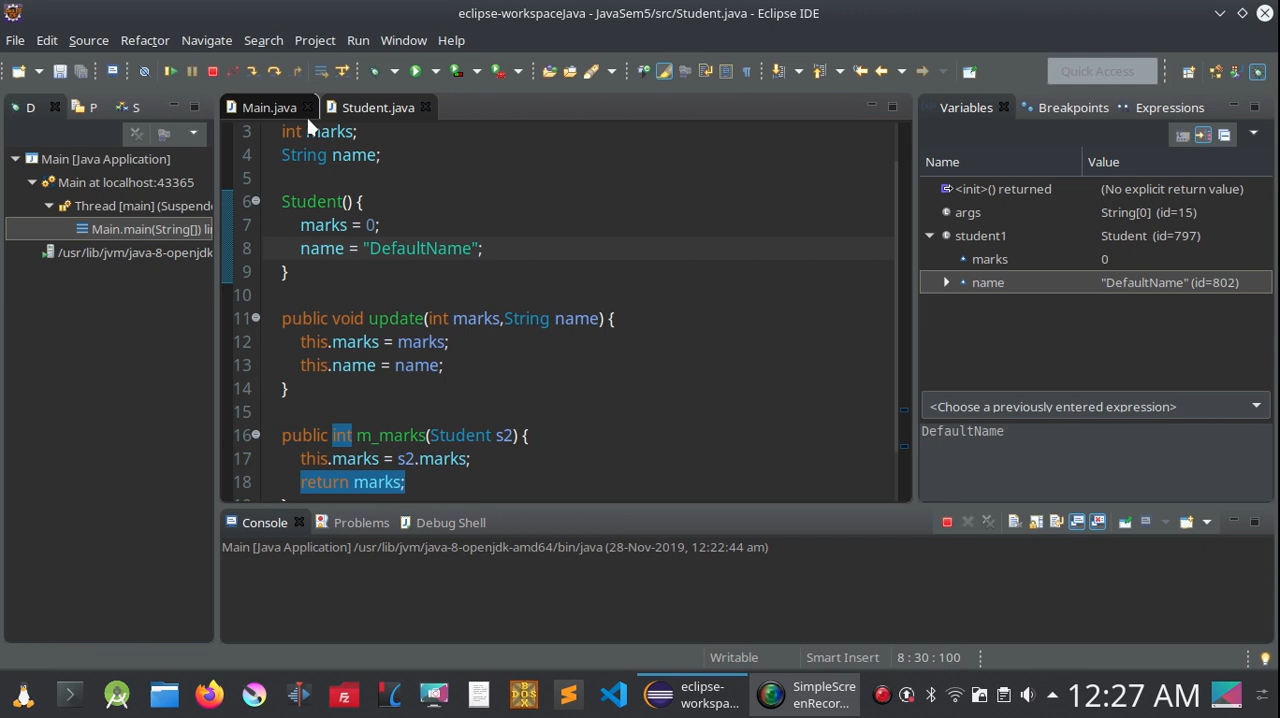 eclipse-workspaceJava - JavaSem5/src/Student.java - Eclipse IDE
File Edit Source Refactor Navigate Search Project Run Window Help
Quick Access
D P S
Main.java Student.java
Variables Breakpoints Expressions
Main [Java Application]
Main at localhost:43365
Thread [main] (Suspende
Main.main(String[]) li
/usr/lib/jvm/java-8-openjdk
3 int marks;
4 String name;
5
6 Student() {
7 marks = 0;
8 name = "DefaultName";
9 }
10
11 public void update(int marks,String name) {
12 this.marks = marks;
13 this.name = name;
14 }
15
16 public int m_marks(Student s2) {
17 this.marks = s2.marks;
18 return marks;
Name Value
<init>() returned (No explicit return value)
args String[0] (id=15)
student1 Student (id=797)
marks 0
name "DefaultName" (id=802)
<Choose a previously entered expression>
DefaultName
Console Problems Debug Shell
Main [Java Application] /usr/lib/jvm/java-8-openjdk-amd64/bin/java (28-Nov-2019, 12:22:44 am)
Writable Smart Insert 8 : 30 : 100
eclipse-
workspa...
SimpleScre
enRecor...
12:27 AM